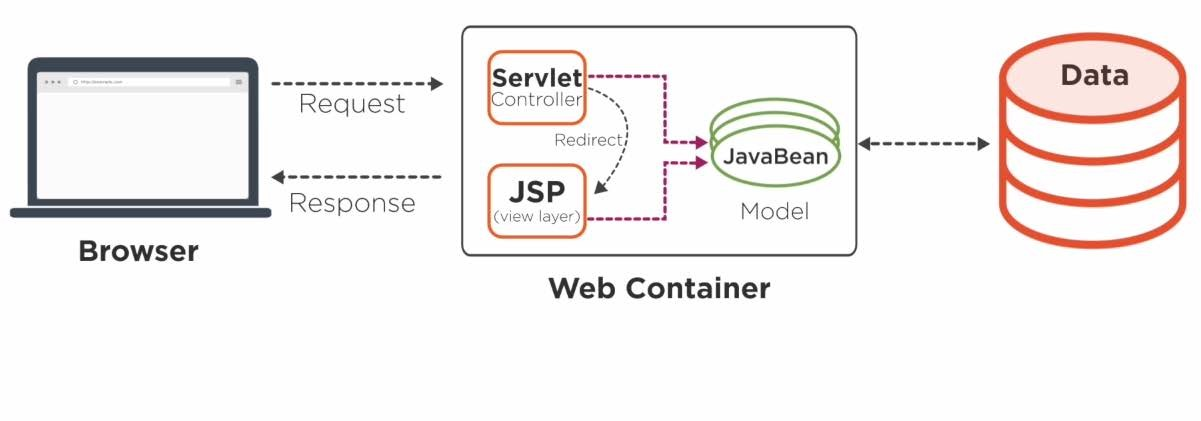 Servlet
Controller
Request
Redirect
JSP
(view layer)
Response
JavaBean
Model
Data
Browser
Web Container